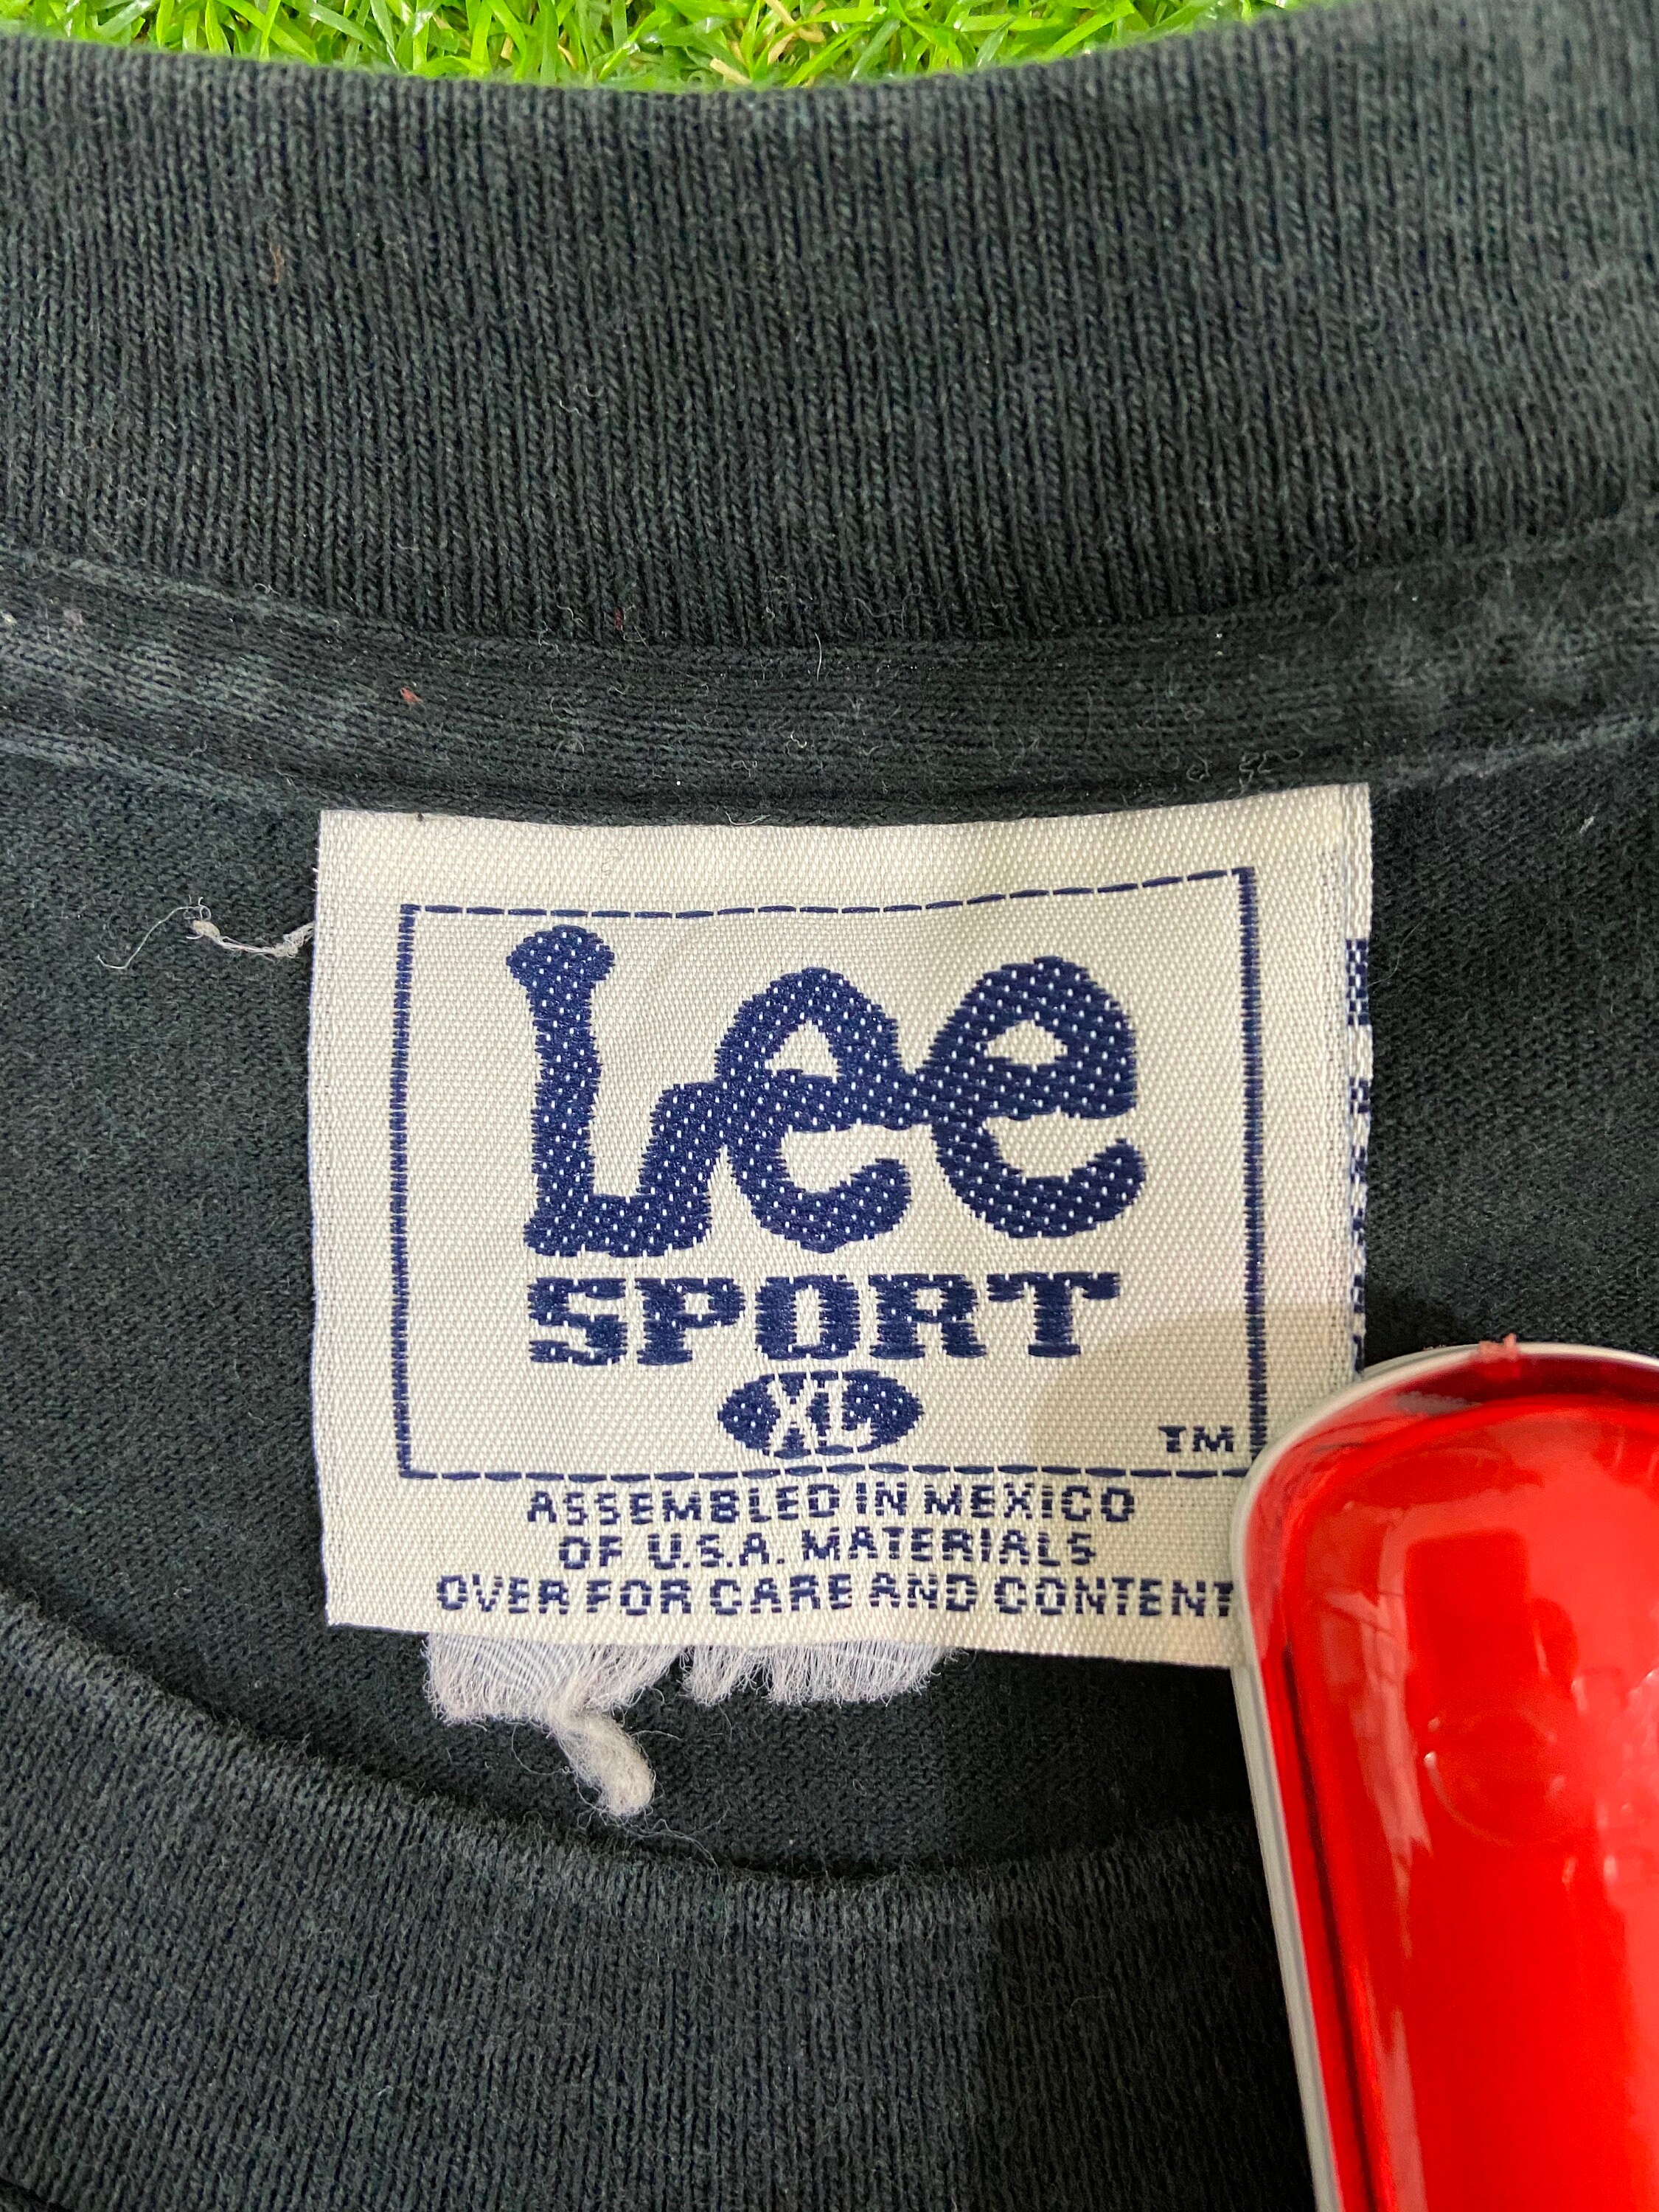 Lee
SPORT
XL
TM
ASSEMBLED IN MEXICO
OF U.S.A. MATERIALS
OVER FOR CARE AND CONTENT